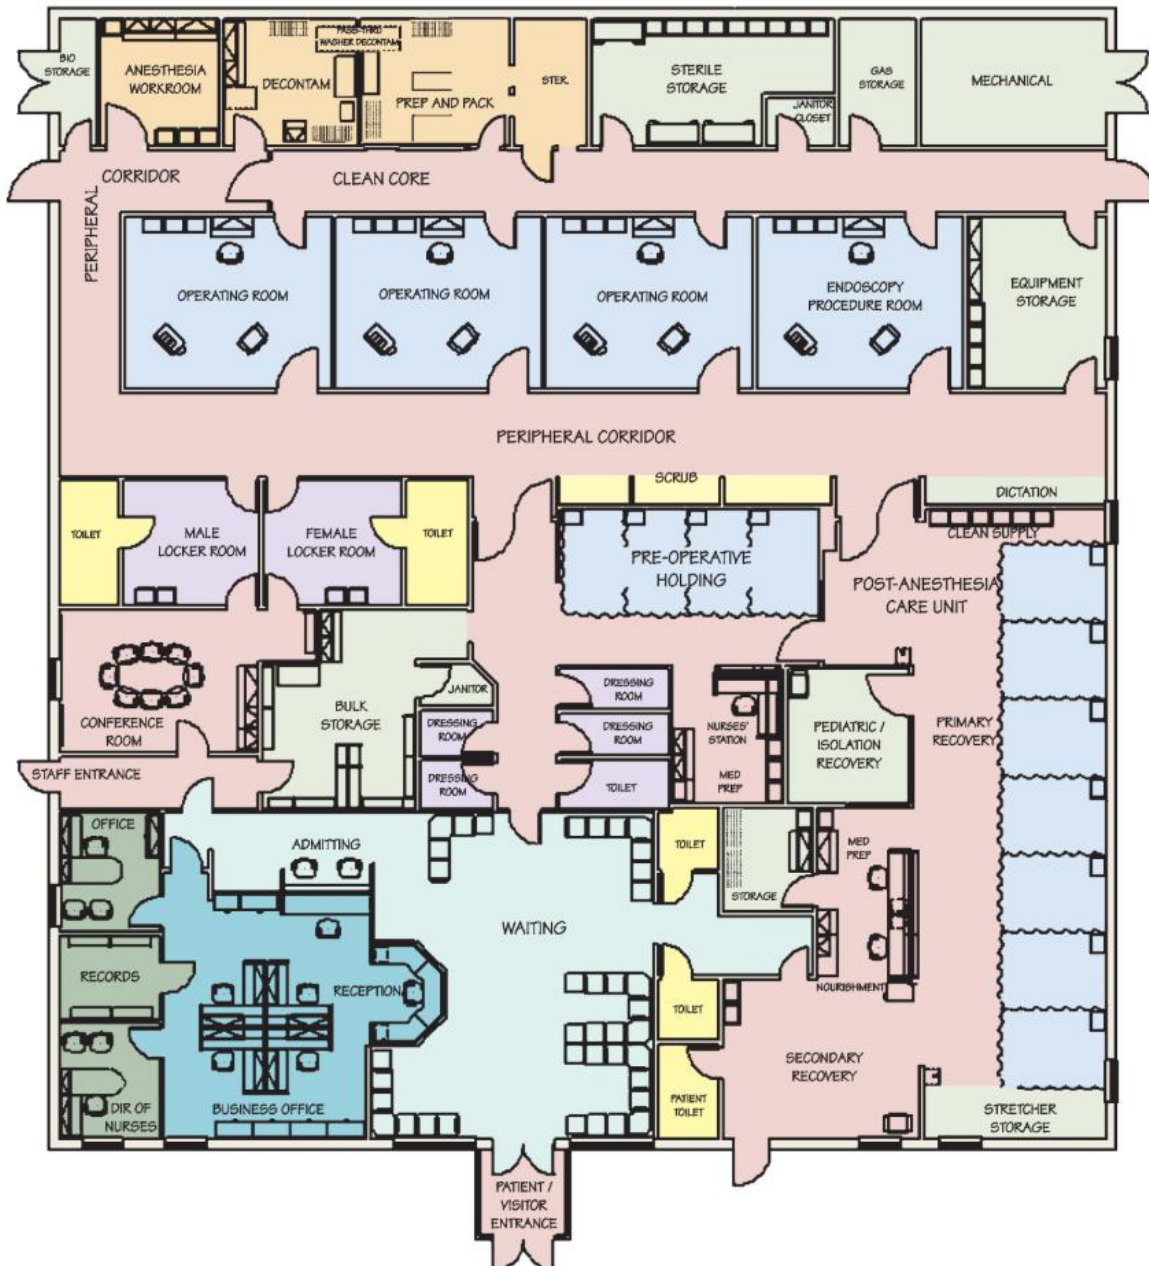 BIO
STORAGE
ANESTHESIA
WORKROOM
DECONTAM
PASS-THRU
WASHER DECONTAM
PREP AND PACK
STER.
STERILE
STORAGE
JANITOR
CLOSET
GAS
STORAGE
MECHANICAL
CORRIDOR
PERIPHERAL
CLEAN CORE
OPERATING ROOM
OPERATING ROOM
OPERATING ROOM
ENDOSCOPY
PROCEDURE ROOM
EQUIPMENT
STORAGE
PERIPHERAL CORRIDOR
SCRUB
DICTATION
TOILET
MALE
LOCKER ROOM
FEMALE
LOCKER ROOM
TOILET
PRE-OPERATIVE
HOLDING
CLEAN SUPPLY
POST-ANESTHESIA
CARE UNIT
CONFERENCE
ROOM
BULK
STORAGE
JANITOR
DRESSING
ROOM
DRESSING
ROOM
DRESSING
ROOM
DRESSING
ROOM
TOILET
NURSES'
STATION
MED
PREP
PEDIATRIC /
ISOLATION
RECOVERY
PRIMARY
RECOVERY
STAFF ENTRANCE
OFFICE
ADMITTING
TOILET
STORAGE
MED
PREP
WAITING
RECORDS
RECEPTION
NOURISHMENT
TOILET
SECONDARY
RECOVERY
PATIENT
TOILET
DIR OF
NURSES
BUSINESS OFFICE
STRETCHER
STORAGE
PATIENT /
VISITOR
ENTRANCE